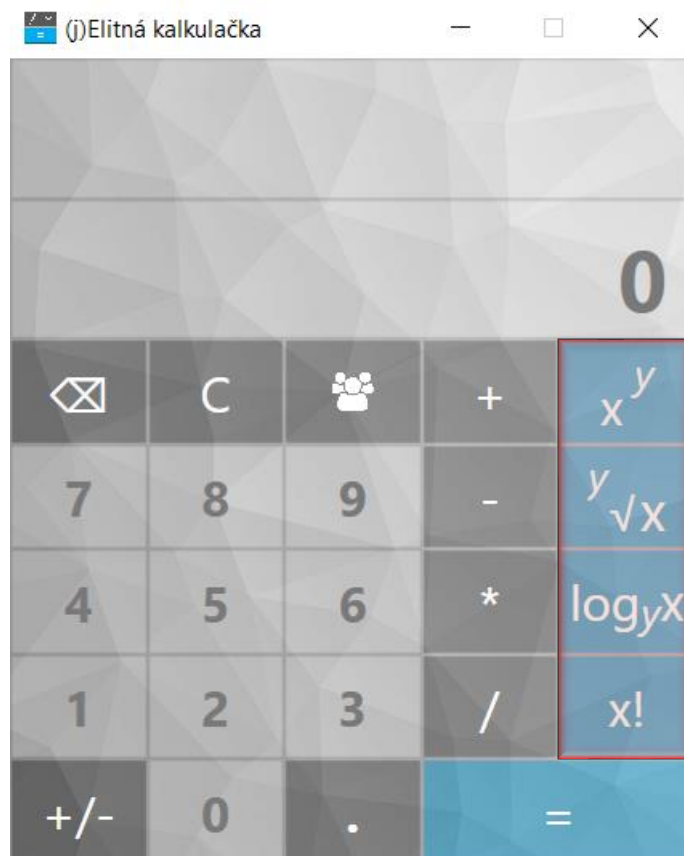 (j)Elitná kalkulačka
0
C + x^y
7 8 9 - y√x
4 5 6 * log_y x
1 2 3 / x!
+/- 0 . =